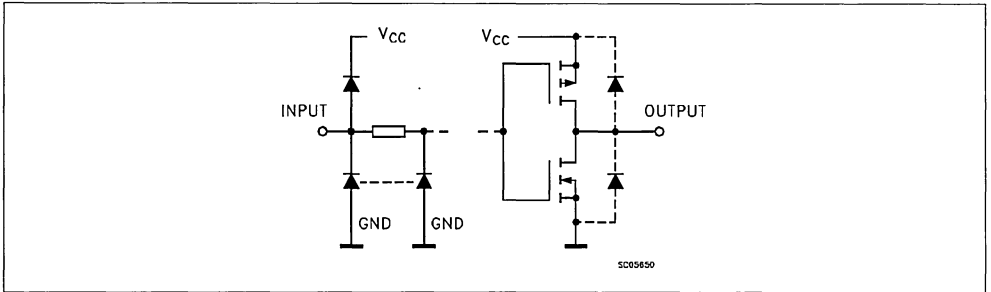 VCC
VCC
INPUT
OUTPUT
GND
GND
SC05650